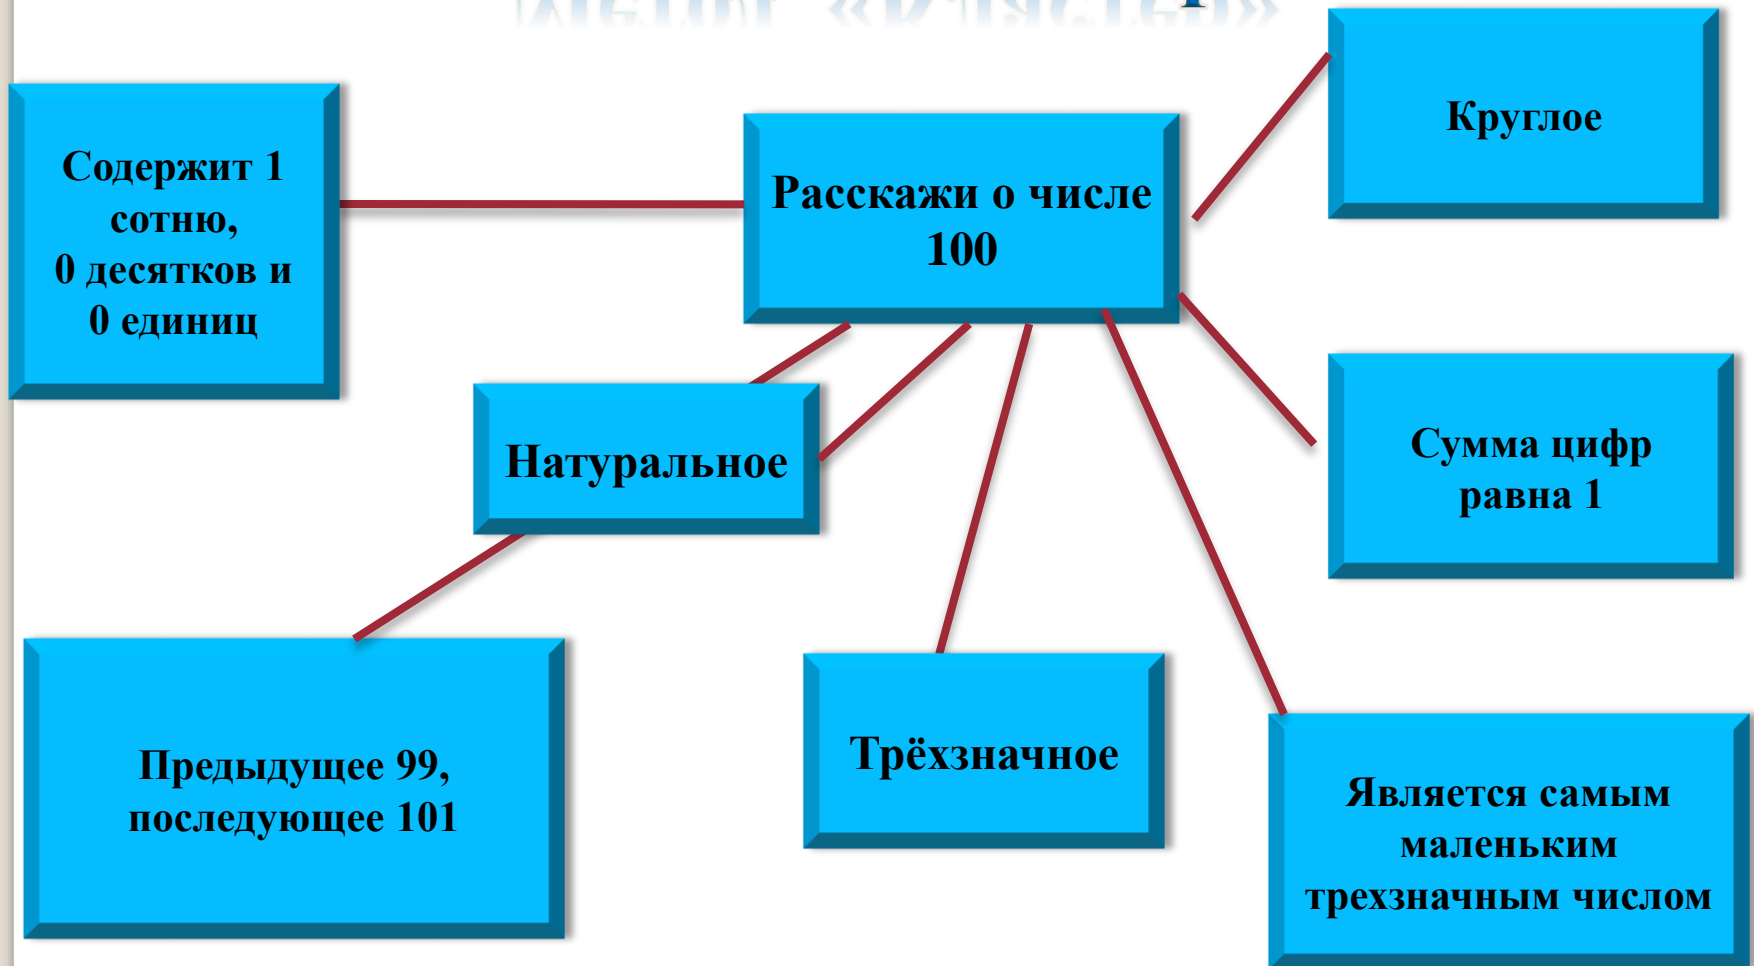 Круглое
Содержит 1
сотню,
0 десятков и
0 единиц
Расскажи о числе
100
Натуральное
Сумма цифр
равна 1
Предыдущее 99,
последующее 101
Трёхзначное
Является самым
маленьким
трехзначным числом